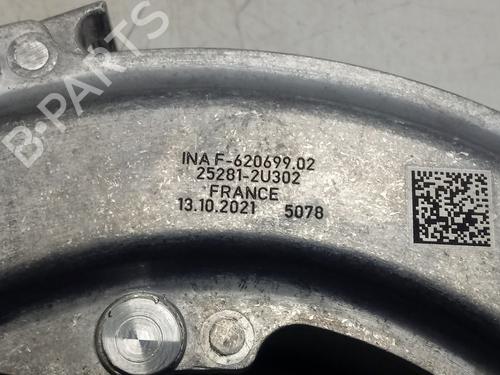 B-PARTS
INA F-620699.02
25281-2U302
FRANCE
13.10.2021 5078